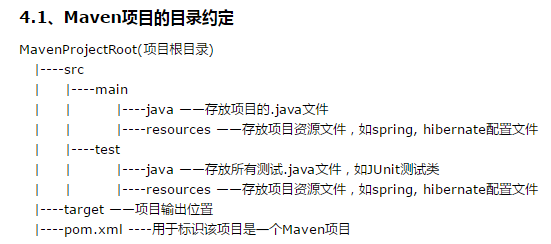 4.1、Maven项目的目录约定
MavenProjectRoot(项目根目录)
|----src
|    |----main
|    |    |----java ——存放项目的.java文件
|    |    |----resources ——存放项目资源文件，如spring, hibernate配置文件
|    |----test
|    |    |----java ——存放所有测试.java文件，如JUnit测试类
|    |    |----resources ——存放项目资源文件，如spring, hibernate配置文件
|----target ——项目输出位置
|----pom.xml ----用于标识该项目是一个Maven项目